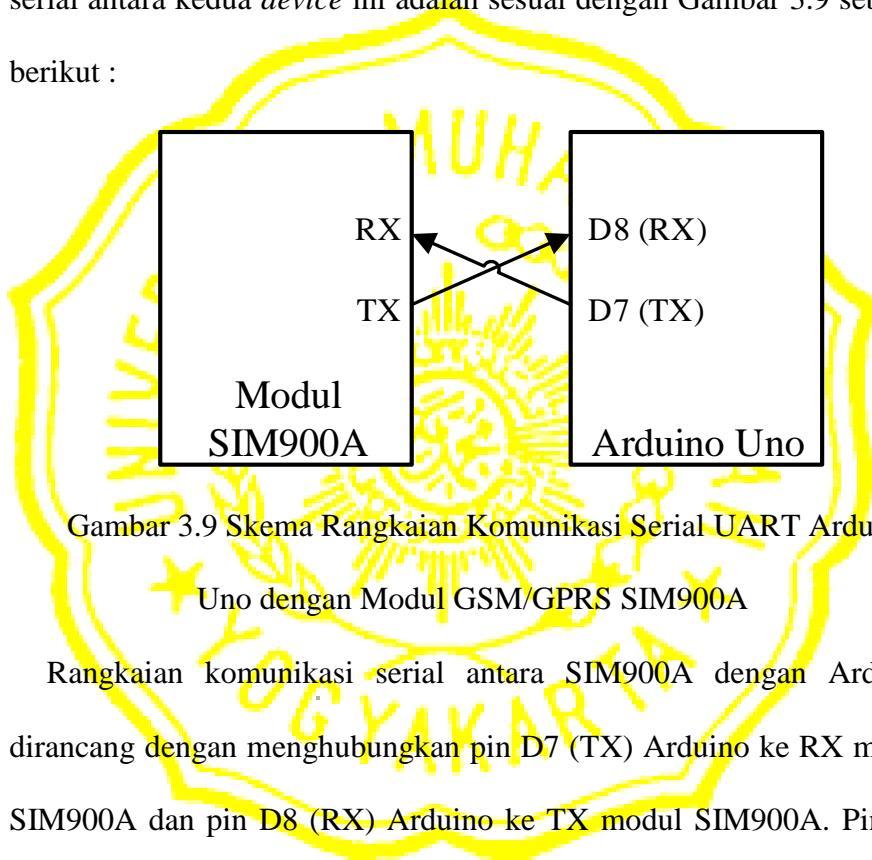 serial antara kedua device ini adalah sesuai dengan Gambar 3.9
berikut :
RX
D8 (RX)
TX
D7 (TX)
Modul
SIM900A
Arduino Uno
Gambar 3.9 Skema Rangkaian Komunikasi Serial UART Ardu
Uno dengan Modul GSM/GPRS SIM900A
Rangkaian komunikasi serial antara SIM900A dengan Ard
dirancang dengan menghubungkan pin D7 (TX) Arduino ke RX m
SIM900A dan pin D8 (RX) Arduino ke TX modul SIM900A. Pin
YOGYAKARTA